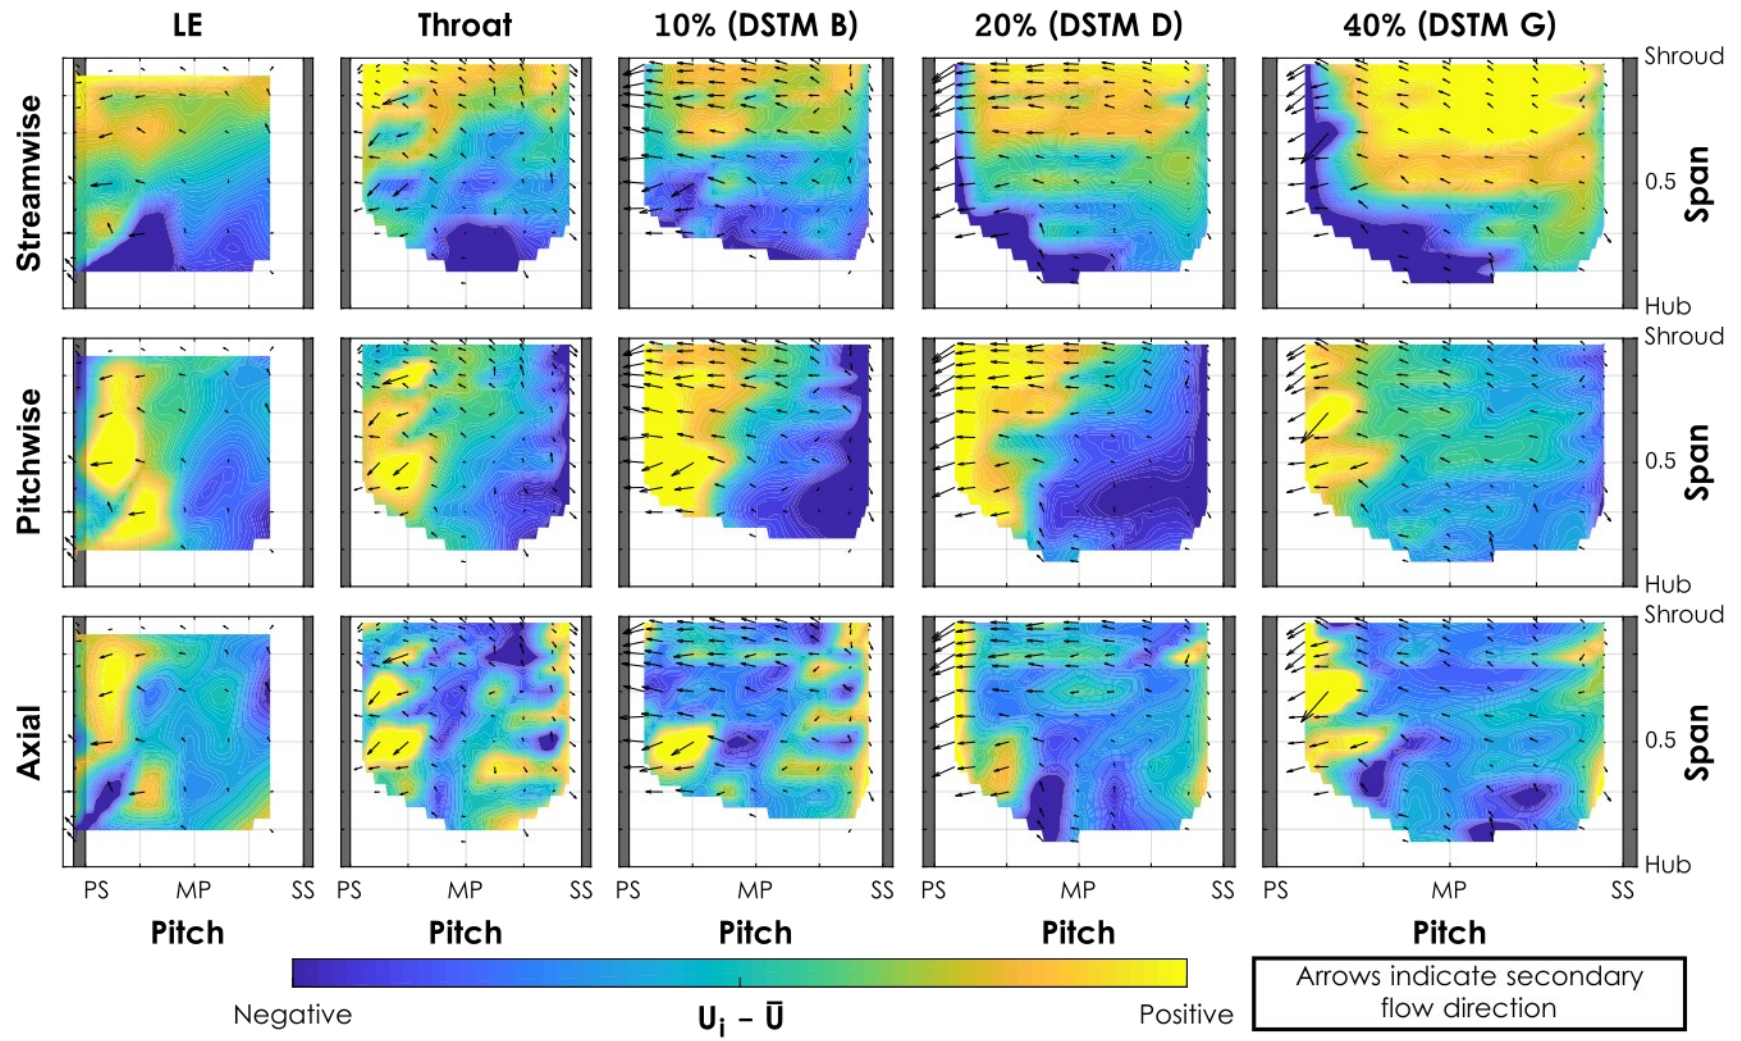 LE Throat 10% (DSTM B) 20% (DSTM D) 40% (DSTM G)
Streamwise
Shroud
0.5
Span
Hub
Pitchwise
Shroud
0.5
Span
Hub
Axial
Shroud
0.5
Span
Hub
PS MP SS PS MP SS PS MP SS PS MP SS PS MP SS
Pitch Pitch Pitch Pitch Pitch
Negative Uᵢ – Ū Positive
Arrows indicate secondary
flow direction